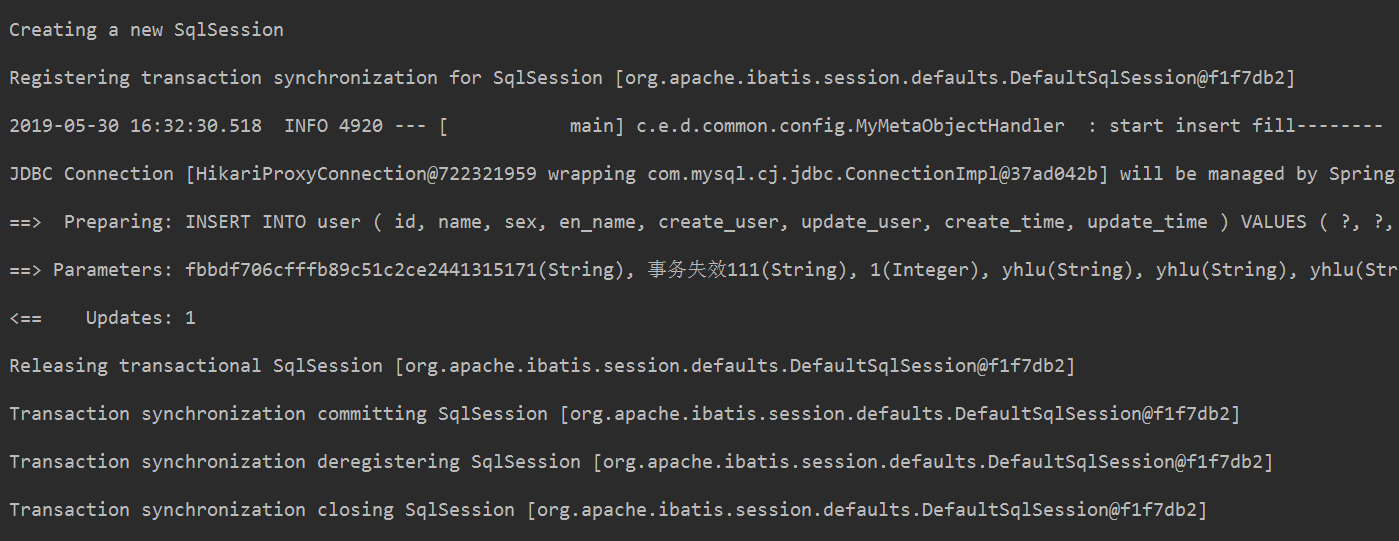 Creating a new SqlSession
Registering transaction synchronization for SqlSession [org.apache.ibatis.session.defaults.DefaultSqlSession@f1f7db2]
2019-05-30 16:32:30.518  INFO 4920 --- [           main] c.e.d.common.config.MyMetaObjectHandler  : start insert fill--------
JDBC Connection [HikariProxyConnection@722321959 wrapping com.mysql.cj.jdbc.ConnectionImpl@37ad042b] will be managed by Spring
==>  Preparing: INSERT INTO user ( id, name, sex, en_name, create_user, update_user, create_time, update_time ) VALUES ( ?, ?,
==> Parameters: fbbdf706cfffb89c51c2ce2441315171(String), 事务失效111(String), 1(Integer), yhlu(String), yhlu(String), yhlu(Str
<==    Updates: 1
Releasing transactional SqlSession [org.apache.ibatis.session.defaults.DefaultSqlSession@f1f7db2]
Transaction synchronization committing SqlSession [org.apache.ibatis.session.defaults.DefaultSqlSession@f1f7db2]
Transaction synchronization deregistering SqlSession [org.apache.ibatis.session.defaults.DefaultSqlSession@f1f7db2]
Transaction synchronization closing SqlSession [org.apache.ibatis.session.defaults.DefaultSqlSession@f1f7db2]